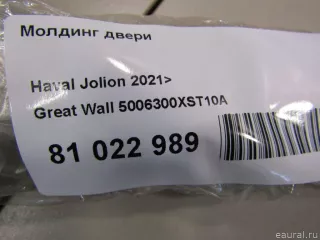 Молдинг двери
Haval Jolion 2021>
Great Wall 5006300XST10A
81 022 989
eaural.ru